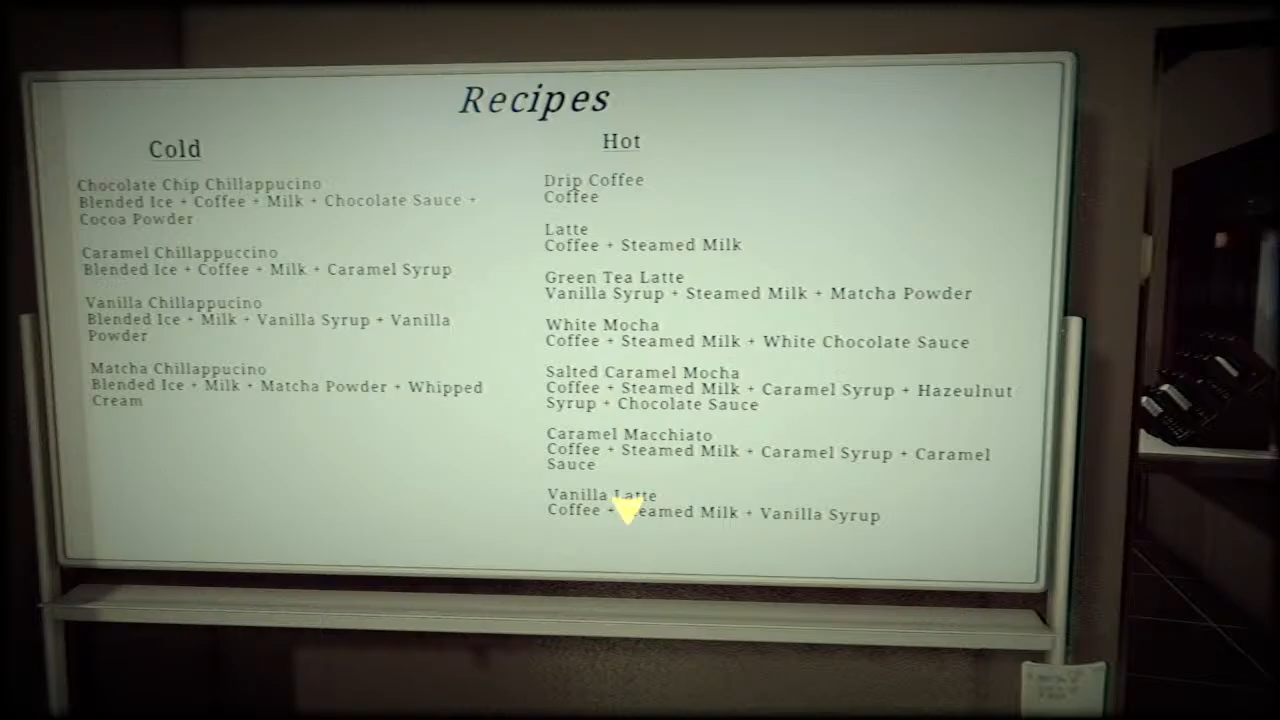 Recipes
Cold
Chocolate Chip Chillappucino
Blended Ice + Coffee + Milk + Chocolate Sauce +
Cocoa Powder
Caramel Chillappuccino
Blended Ice + Coffee + Milk + Caramel Syrup
Vanilla Chillappucino
Blended Ice + Milk + Vanilla Syrup + Vanilla
Powder
Matcha Chillappucino
Blended Ice + Milk + Matcha Powder + Whipped
Cream
Hot
Drip Coffee
Coffee
Latte
Coffee + Steamed Milk
Green Tea Latte
Vanilla Syrup + Steamed Milk + Matcha Powder
White Mocha
Coffee + Steamed Milk + White Chocolate Sauce
Salted Caramel Mocha
Coffee + Steamed Milk + Caramel Syrup + Hazeulnut
Syrup + Chocolate Sauce
Caramel Macchiato
Coffee + Steamed Milk + Caramel Syrup + Caramel
Sauce
Vanilla Latte
Coffee + Steamed Milk + Vanilla Syrup